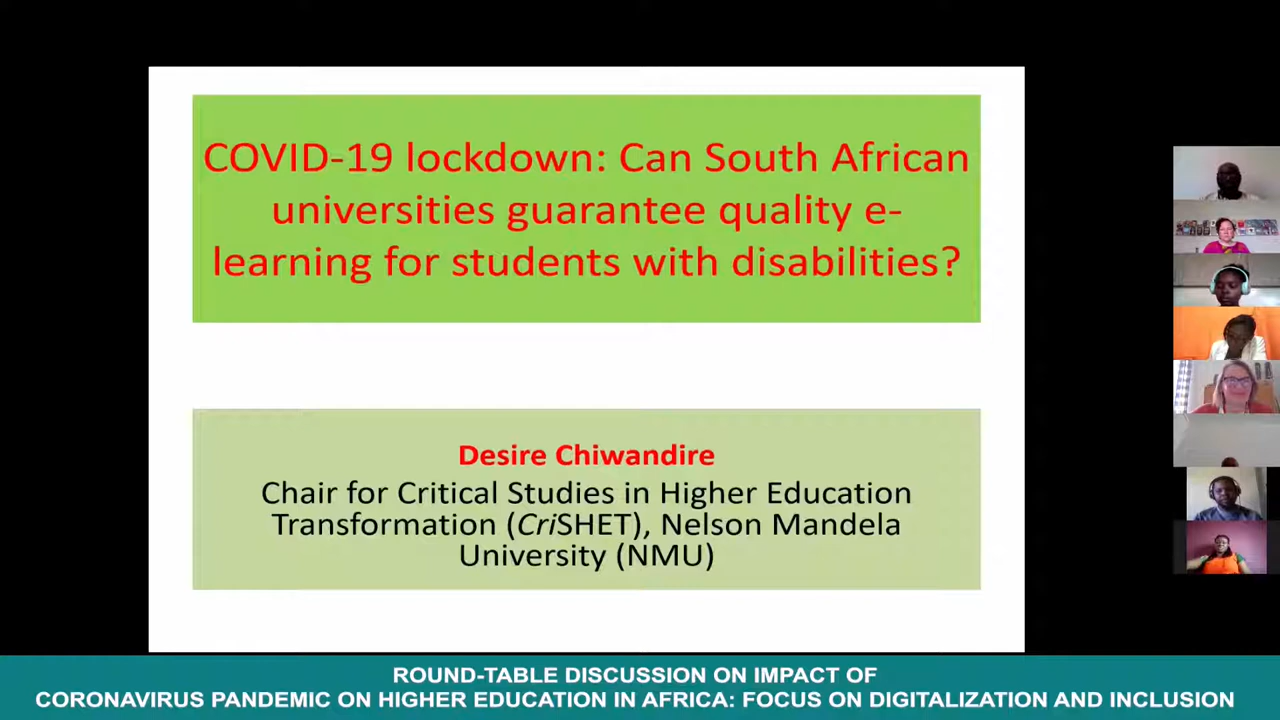 COVID-19 lockdown: Can South African
universities guarantee quality e-
learning for students with disabilities?
Desire Chiwandire
Chair for Critical Studies in Higher Education
Transformation (CriSHET), Nelson Mandela
University (NMU)
ROUND-TABLE DISCUSSION ON IMPACT OF
CORONAVIRUS PANDEMIC ON HIGHER EDUCATION IN AFRICA: FOCUS ON DIGITALIZATION AND INCLUSION